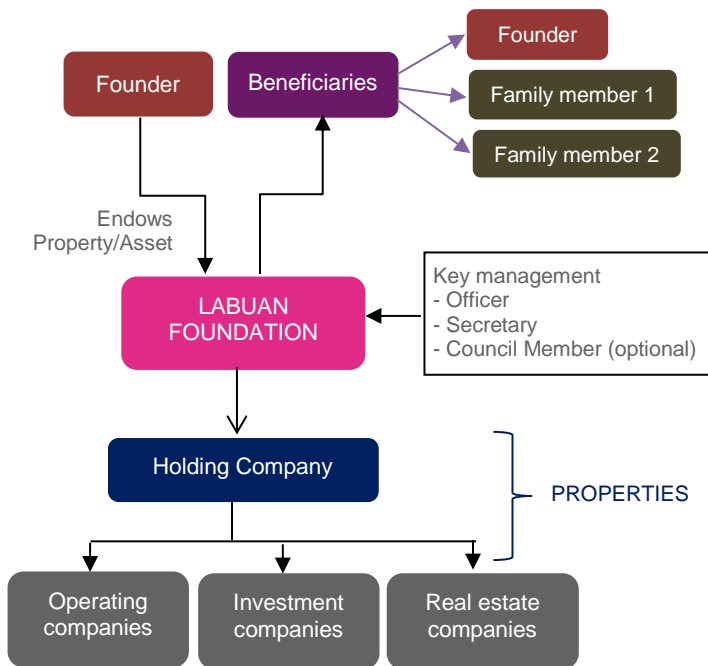 Founder
Beneficiaries
Founder
Family member 1
Family member 2
Endows
Property/Asset
LABUAN
FOUNDATION
Key management
- Officer
- Secretary
- Council Member (optional)
Holding Company
PROPERTIES
Operating
companies
Investment
companies
Real estate
companies